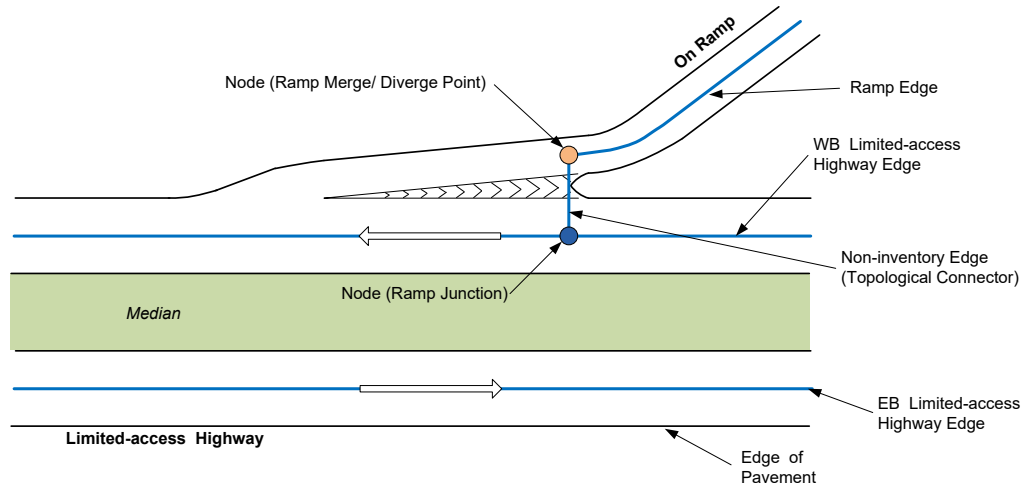 On Ramp
Node (Ramp Merge/ Diverge Point)
Ramp Edge
WB Limited-access
Highway Edge
Non-inventory Edge
(Topological Connector)
Node (Ramp Junction)
Median
EB Limited-access
Highway Edge
Limited-access Highway
Edge of
Pavement